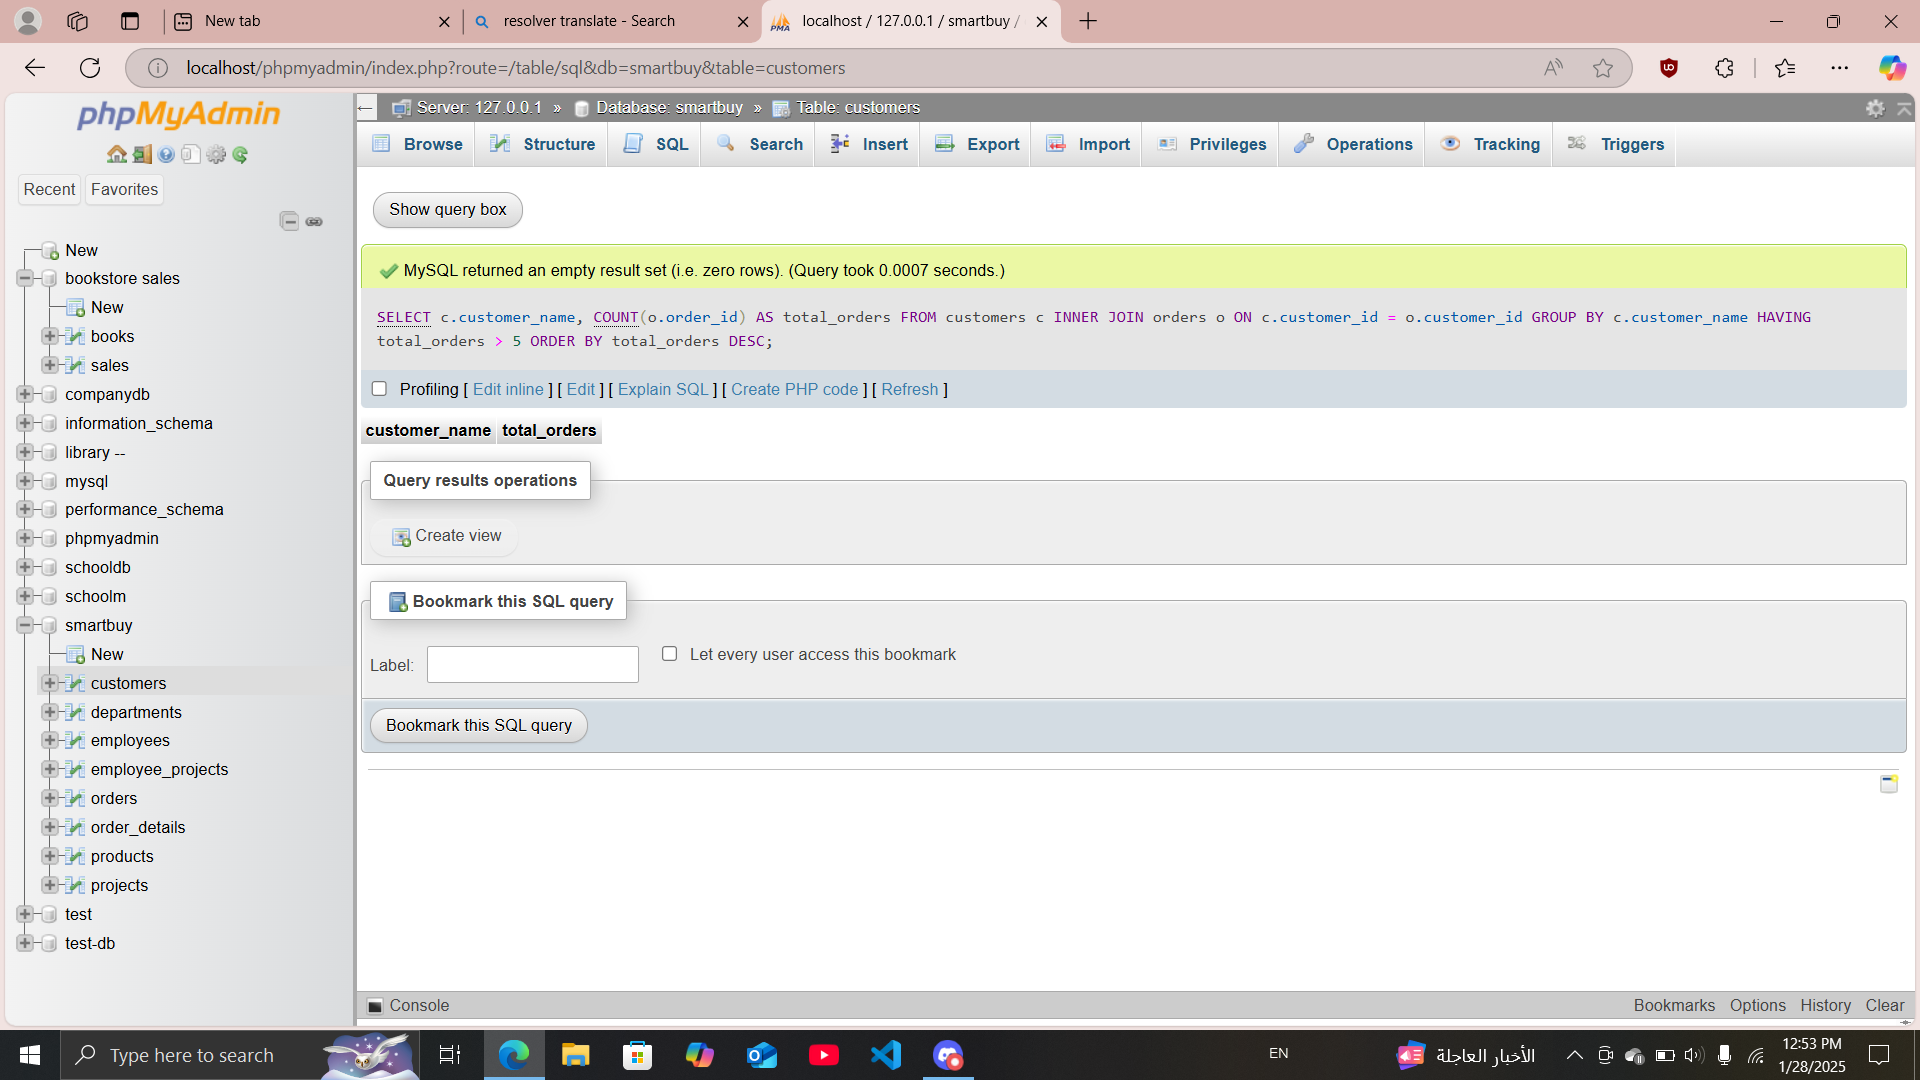 New tab
resolver translate - Search
localhost / 127.0.0.1 / smartbuy /
localhost/phpmyadmin/index.php?route=/table/sql&db=smartbuy&table=customers
phpMyAdmin
Recent
Favorites
New
bookstore sales
New
books
sales
companydb
information_schema
library --
mysql
performance_schema
phpmyadmin
schooldb
schoolm
smartbuy
New
customers
departments
employees
employee_projects
orders
order_details
products
projects
test
test-db
Server: 127.0.0.1 » Database: smartbuy » Table: customers
Browse Structure SQL Search Insert Export Import Privileges Operations Tracking Triggers
Show query box
MySQL returned an empty result set (i.e. zero rows). (Query took 0.0007 seconds.)
SELECT c.customer_name, COUNT(o.order_id) AS total_orders FROM customers c INNER JOIN orders o ON c.customer_id = o.customer_id GROUP BY c.customer_name HAVING
total_orders > 5 ORDER BY total_orders DESC;
Profiling [ Edit inline ] [ Edit ] [ Explain SQL ] [ Create PHP code ] [ Refresh ]
customer_name total_orders
Query results operations
Create view
Bookmark this SQL query
Label:
Let every user access this bookmark
Bookmark this SQL query
Console
Bookmarks Options History Clear
Type here to search
EN
الأخبار العاجلة
12:53 PM
1/28/2025